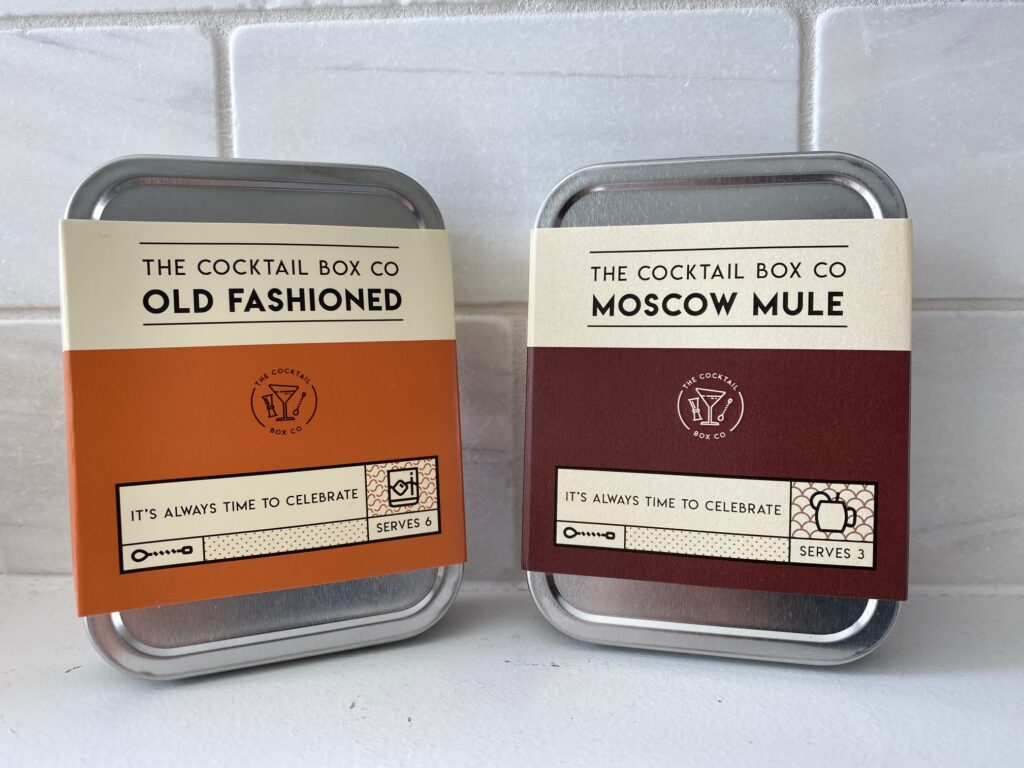 THE COCKTAIL BOX CO
OLD FASHIONED
THE COCKTAIL
BOX CO
IT'S ALWAYS TIME TO CELEBRATE
SERVES 6
THE COCKTAIL BOX CO
MOSCOW MULE
THE COCKTAIL
BOX CO
IT'S ALWAYS TIME TO CELEBRATE
SERVES 3